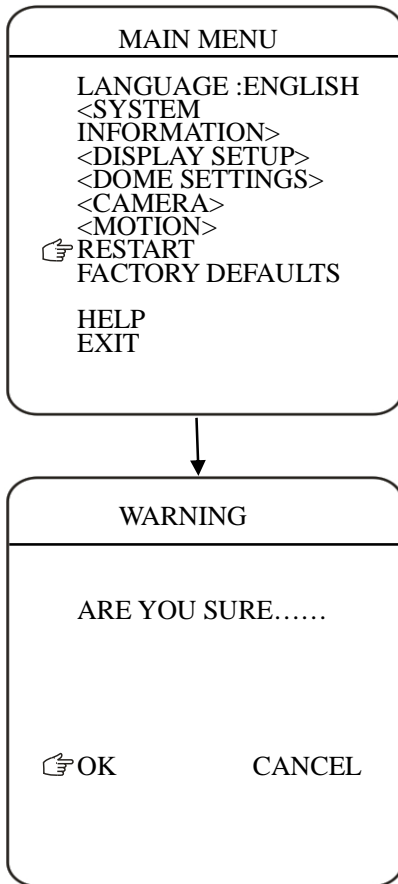 MAIN MENU
LANGUAGE :ENGLISH
<SYSTEM
INFORMATION>
<DISPLAY SETUP>
<DOME SETTINGS>
<CAMERA>
<MOTION>
RESTART
FACTORY DEFAULTS
HELP
EXIT
WARNING
ARE YOU SURE……
OK CANCEL